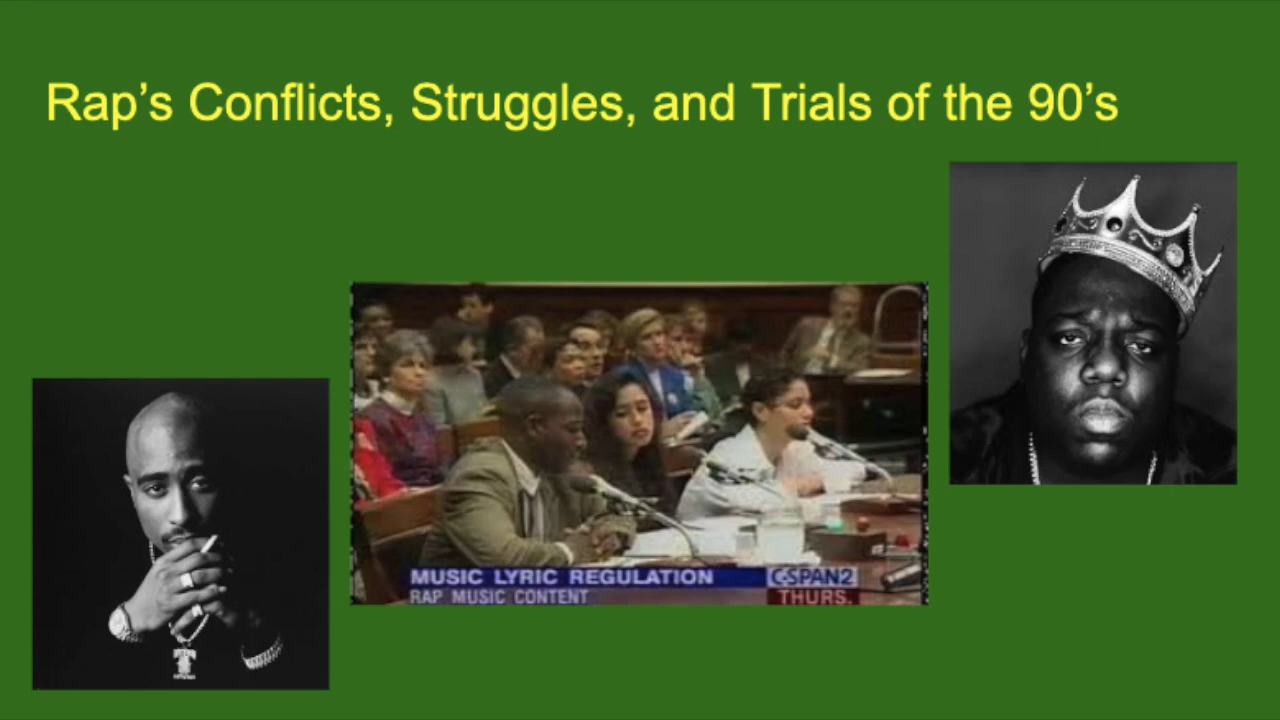 Rap’s Conflicts, Struggles, and Trials of the 90’s
MUSIC LYRIC REGULATION
C-SPAN2
RAP MUSIC CONTENT
THURS.